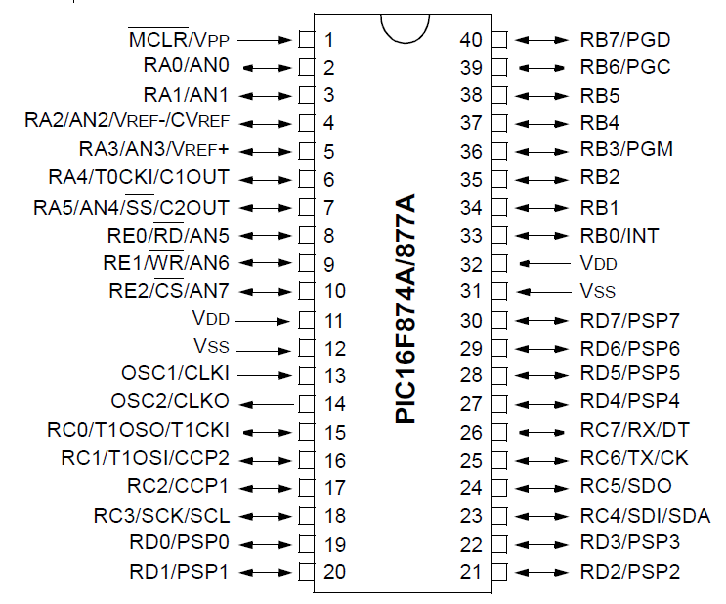 MCLR/VPP 1 40 RB7/PGD
RA0/AN0 2 39 RB6/PGC
RA1/AN1 3 38 RB5
RA2/AN2/VREF-/CVREF 4 37 RB4
RA3/AN3/VREF+ 5 36 RB3/PGM
RA4/T0CKI/C1OUT 6 35 RB2
RA5/AN4/SS/C2OUT 7 34 RB1
RE0/RD/AN5 8 33 RB0/INT
RE1/WR/AN6 9 32 VDD
RE2/CS/AN7 10 31 VSS
VDD 11 30 RD7/PSP7
VSS 12 29 RD6/PSP6
OSC1/CLKI 13 28 RD5/PSP5
OSC2/CLKO 14 27 RD4/PSP4
RC0/T1OSO/T1CKI 15 26 RC7/RX/DT
RC1/T1OSI/CCP2 16 25 RC6/TX/CK
RC2/CCP1 17 24 RC5/SDO
RC3/SCK/SCL 18 23 RC4/SDI/SDA
RD0/PSP0 19 22 RD3/PSP3
RD1/PSP1 20 21 RD2/PSP2
PIC16F874A/877A